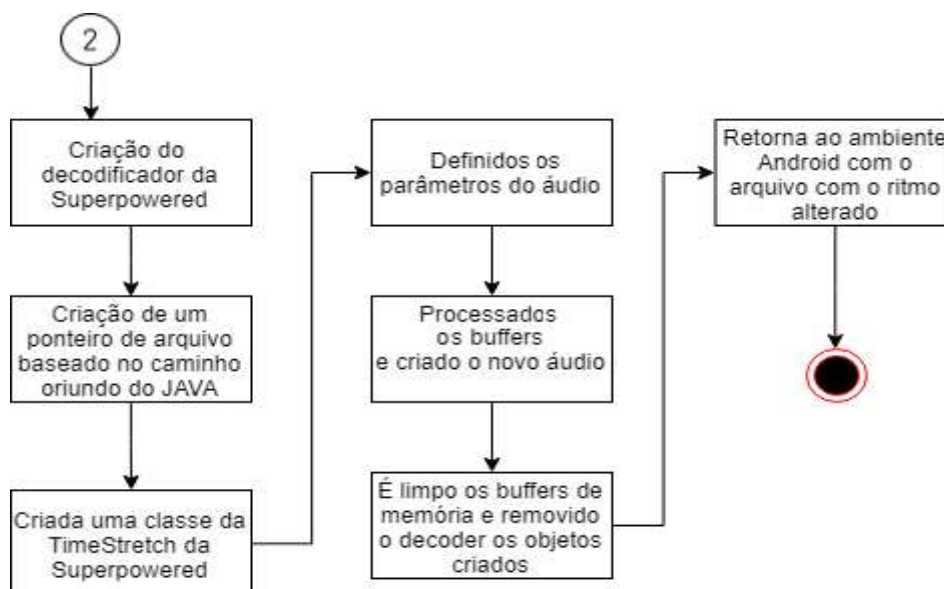 2
Criação do
decodificador da
Superpowered
Criação de um
ponteiro de arquivo
baseado no caminho
oriundo do JAVA
Criada uma classe da
TimeStretch da
Superpowered
Definidos os
parâmetros do áudio
Processados
os buffers
e criado o novo áudio
É limpo os buffers de
memória e removido
o decoder os objetos
criados
Retorna ao ambiente
Android com o
arquivo com o ritmo
alterado